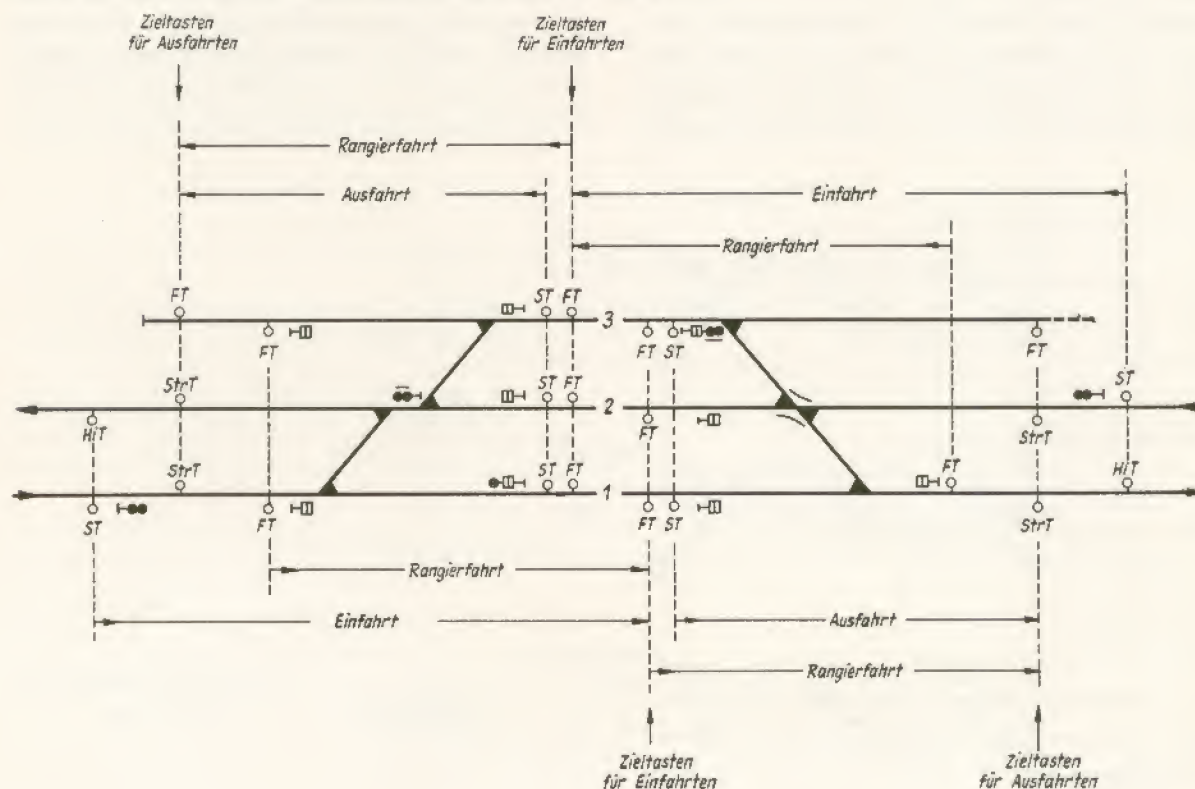 Zieltasten
für Ausfahrten
Zieltasten
für Einfahrten
Rangierfahrt
Ausfahrt
Einfahrt
Rangierfahrt
FT
ST FT
3
FT
FT ST
FT
StrT
ST FT
ST
2
HiT
FT
StrT
StrT
ST FT
FT
HiT
1
ST
FT
FT ST
StrT
Rangierfahrt
Einfahrt
Ausfahrt
Rangierfahrt
Zieltasten
für Einfahrten
Zieltasten
für Ausfahrten